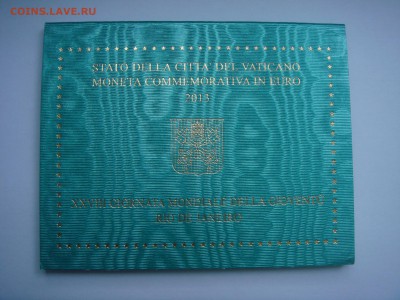 COINS.LAVE.RU
STATO DELLA CITTA' DEL VATICANO
MONETA COMMEMORATIVA IN EURO
2013
XXVIII GIORNATA MONDIALE DELLA GIOVENTÙ
RIO DE JANEIRO